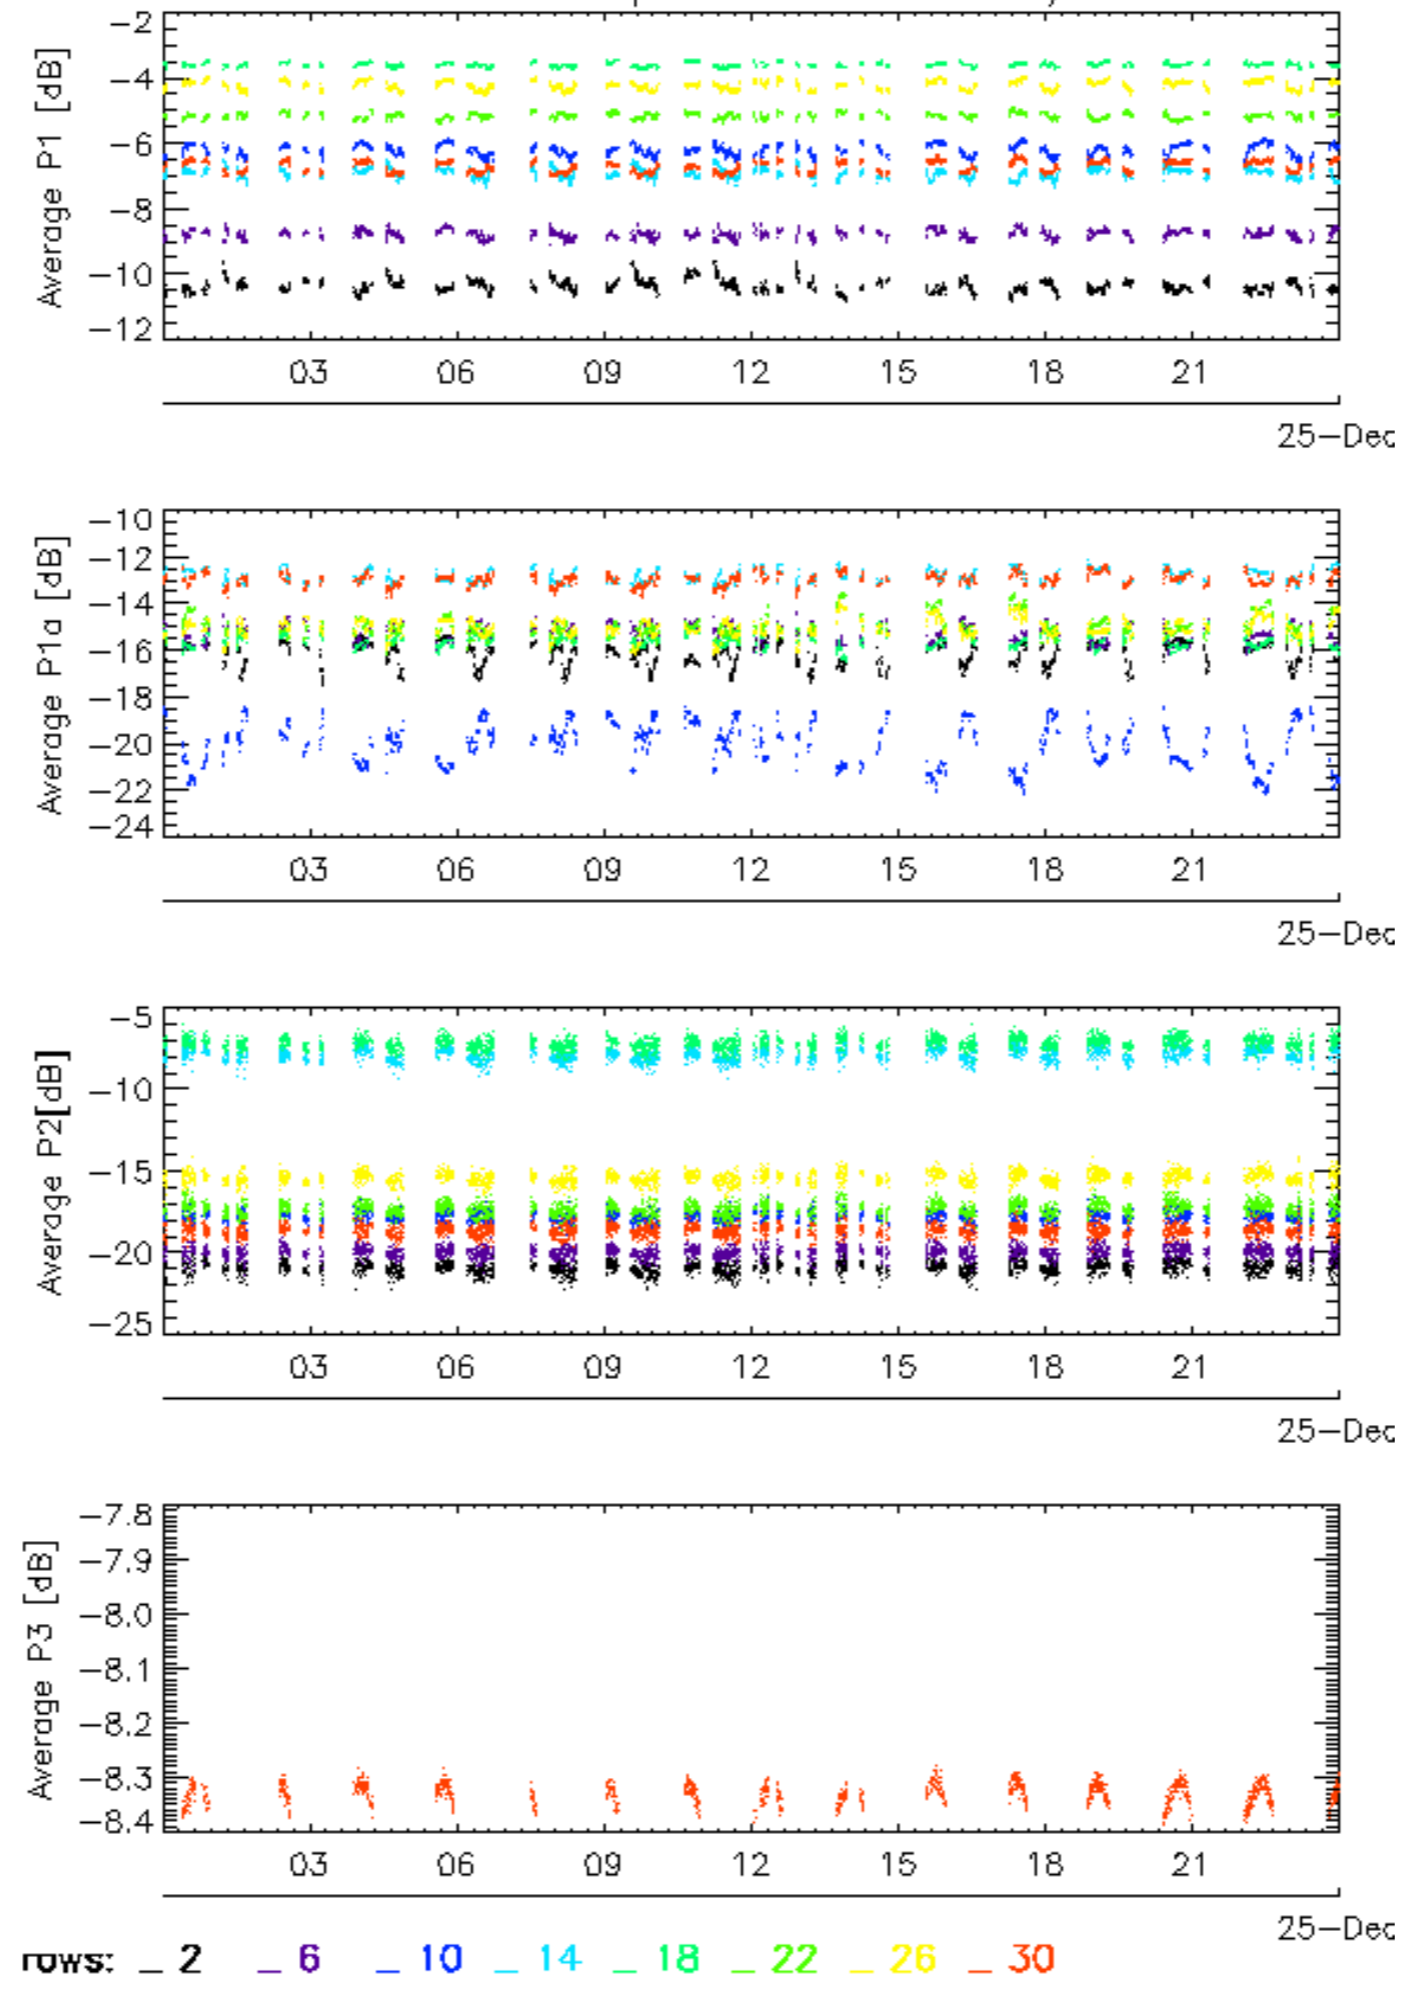 Average P1 [dB]
−2
−4
−6
−8
−10
−12
03 06 09 12 15 18 21
25−Dec
Average P1a [dB]
−10
−12
−14
−16
−18
−20
−22
−24
03 06 09 12 15 18 21
25−Dec
Average P2[dB]
−5
−10
−15
−20
−25
03 06 09 12 15 18 21
25−Dec
Average P3 [dB]
−7.8
−7.9
−8.0
−8.1
−8.2
−8.3
−8.4
03 06 09 12 15 18 21
25−Dec
rows: _ 2 _ 6 _ 10 _ 14 _ 18 _ 22 _ 26 _ 30